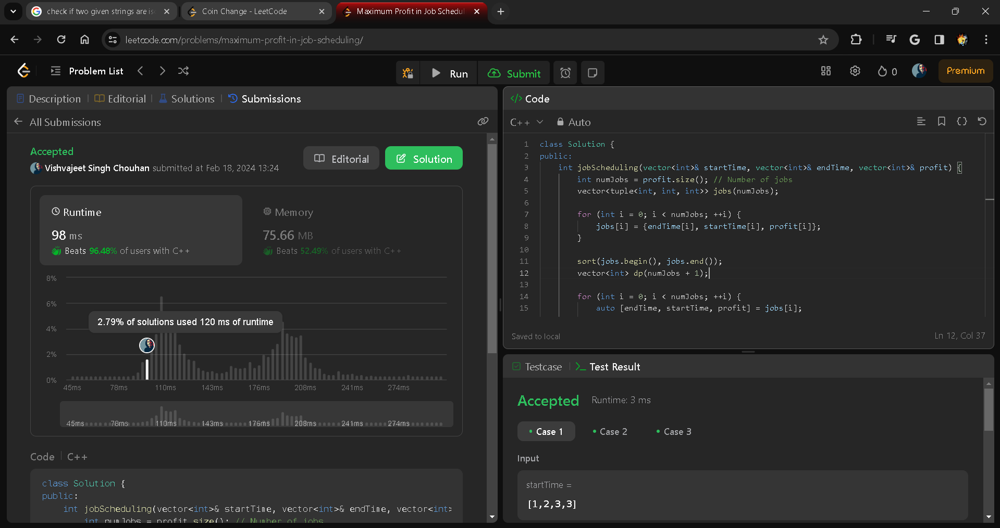 check if two given strings are is
Coin Change - LeetCode
Maximum Profit in Job Schedul
leetcode.com/problems/maximum-profit-in-job-scheduling/
Problem List
Run
Submit
0
Premium
Description
Editorial
Solutions
Submissions
All Submissions
Accepted
Vishvajeet Singh Chouhan submitted at Feb 18, 2024 13:24
Editorial
Solution
Runtime
98 ms
Beats 96.48% of users with C++
Memory
75.66 MB
Beats 52.49% of users with C++
8%
6%
4%
2%
0%
2.79% of solutions used 120 ms of runtime
45ms 78ms 110ms 143ms 176ms 208ms 241ms 274ms
45ms 78ms 110ms 143ms 176ms 208ms 241ms 274ms
Code C++
class Solution {
public:
int jobScheduling(vector<int>& startTime, vector<int>& endTime, vector<int>
int numJobs = profit.size(); // Number of jobs
</> Code
C++ Auto
1 class Solution {
2 public:
3 int jobScheduling(vector<int>& startTime, vector<int>& endTime, vector<int>& profit) {
4 int numJobs = profit.size(); // Number of jobs
5 vector<tuple<int, int, int>> jobs(numJobs);
6
7 for (int i = 0; i < numJobs; ++i) {
8 jobs[i] = {endTime[i], startTime[i], profit[i]};
9 }
10
11 sort(jobs.begin(), jobs.end());
12 vector<int> dp(numJobs + 1);
13
14 for (int i = 0; i < numJobs; ++i) {
15 auto [endTime, startTime, profit] = jobs[i];
Saved to local
Ln 12, Col 37
Testcase
Test Result
Accepted Runtime: 3 ms
Case 1
Case 2
Case 3
Input
startTime =
[1,2,3,3]